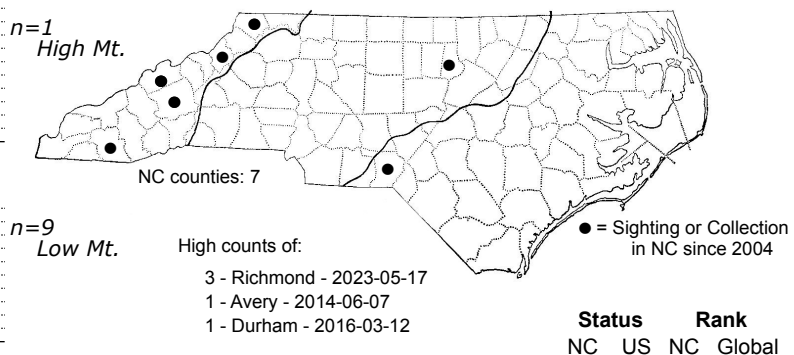 n=1
High Mt.
NC counties: 7
n=9
Low Mt.
High counts of:
3 - Richmond - 2023-05-17
1 - Avery - 2014-06-07
1 - Durham - 2016-03-12
● = Sighting or Collection
in NC since 2004
Status Rank
NC US NC Global